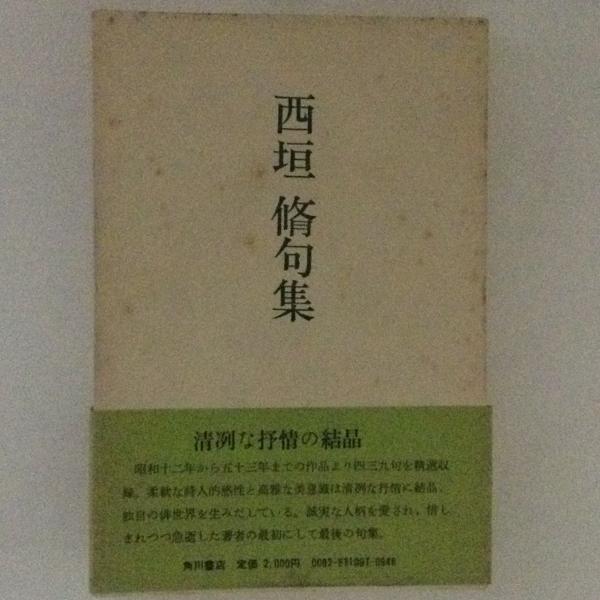 西垣脩句集
清冽な抒情の結晶
昭和十二年から五十三年までの作品より四三九句を精選収
録。柔軟な詩人的感性と高雅な美意識は清冽な抒情に結晶、
独自の俳世界を生みだしている。誠実な人柄を愛され、惜し
まれつつ急逝した著者の最初にして最後の句集。
角川書店 定価 2,000円